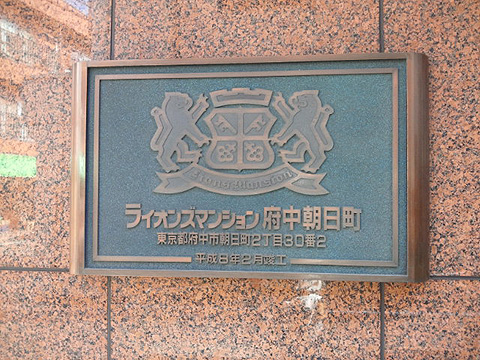 Lionsmansion
ライオンズマンション 府中朝日町
東京都府中市朝日町2丁目30番2
平成8年2月竣工